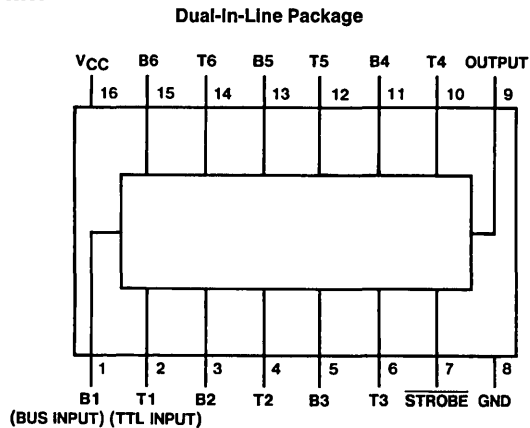 Dual-In-Line Package
VCC B6 T6 B5 T5 B4 T4 OUTPUT
16 15 14 13 12 11 10 9
1 2 3 4 5 6 7 8
B1 T1 B2 T2 B3 T3 STROBE GND
(BUS INPUT) (TTL INPUT)